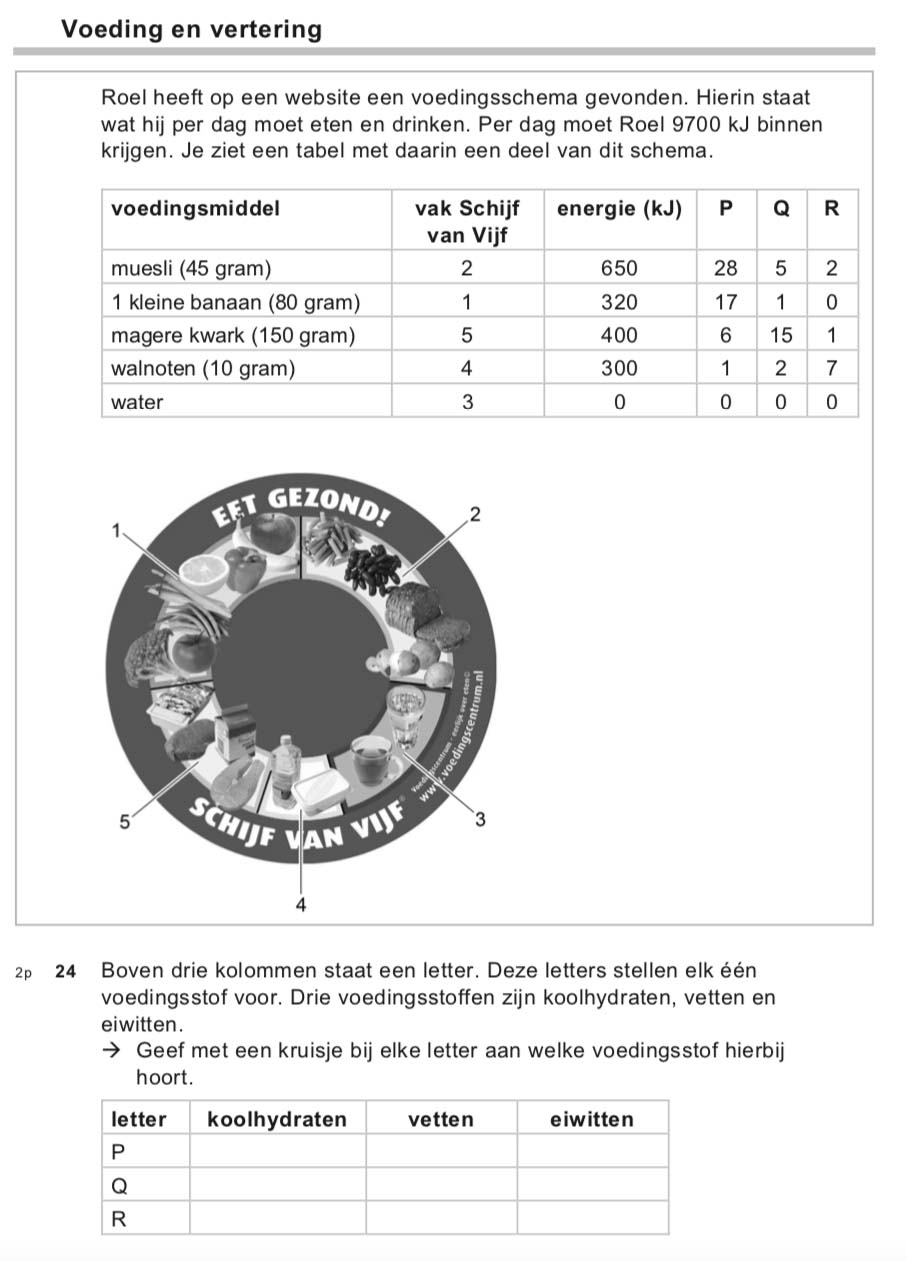 Voeding en vertering
Roel heeft op een website een voedingsschema gevonden. Hierin staat
wat hij per dag moet eten en drinken. Per dag moet Roel 9700 kJ binnen
krijgen. Je ziet een tabel met daarin een deel van dit schema.
voedingsmiddel vak Schijf van Vijf energie (kJ) P Q R
muesli (45 gram) 2 650 28 5 2
1 kleine banaan (80 gram) 1 320 17 1 0
magere kwark (150 gram) 5 400 6 15 1
walnoten (10 gram) 4 300 1 2 7
water 3 0 0 0 0
EET GEZOND!
1
2
www.voedingscentrum.nl
Voedingscentrum - eerlijk over eten©
5
SCHIJF VAN VIJF
3
4
2p 24 Boven drie kolommen staat een letter. Deze letters stellen elk één
voedingsstof voor. Drie voedingsstoffen zijn koolhydraten, vetten en
eiwitten.
→ Geef met een kruisje bij elke letter aan welke voedingsstof hierbij
hoort.
letter koolhydraten vetten eiwitten
P
Q
R